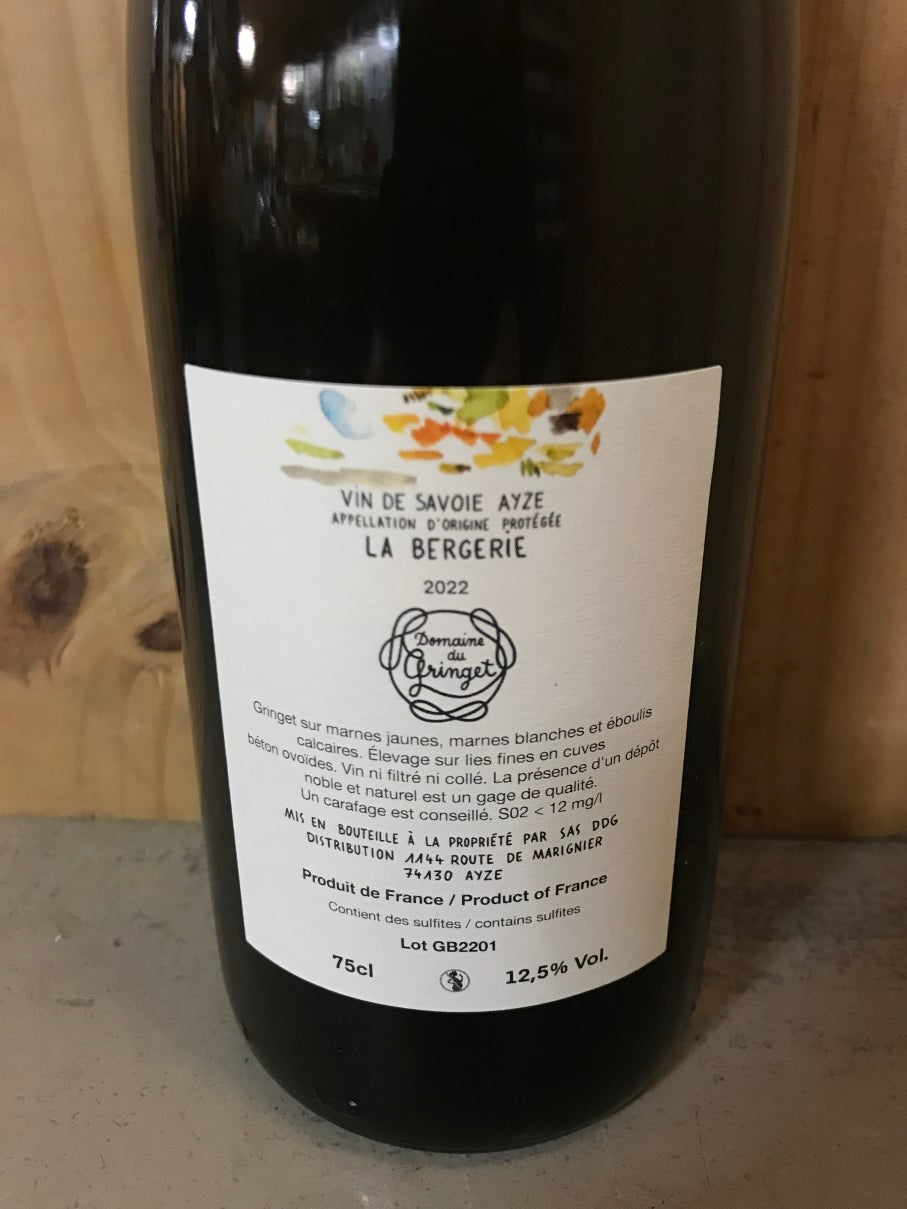 VIN DE SAVOIE AYZE
APPELLATION D'ORIGINE PROTÉGÉE
LA BERGERIE
2022
Domaine
du
Gringet
Gringet sur marnes jaunes, marnes blanches et éboulis
calcaires. Élevage sur lies fines en cuves
béton ovoïdes. Vin ni filtré ni collé. La présence d'un dépôt
noble et naturel est un gage de qualité.
Un carafage est conseillé. S02 < 12 mg/l
MIS EN BOUTEILLE À LA PROPRIÉTÉ PAR SAS DDG
DISTRIBUTION 1144 ROUTE DE MARIGNIER
74130 AYZE
Produit de France / Product of France
Contient des sulfites / contains sulfites
Lot GB2201
75cl 12,5% Vol.